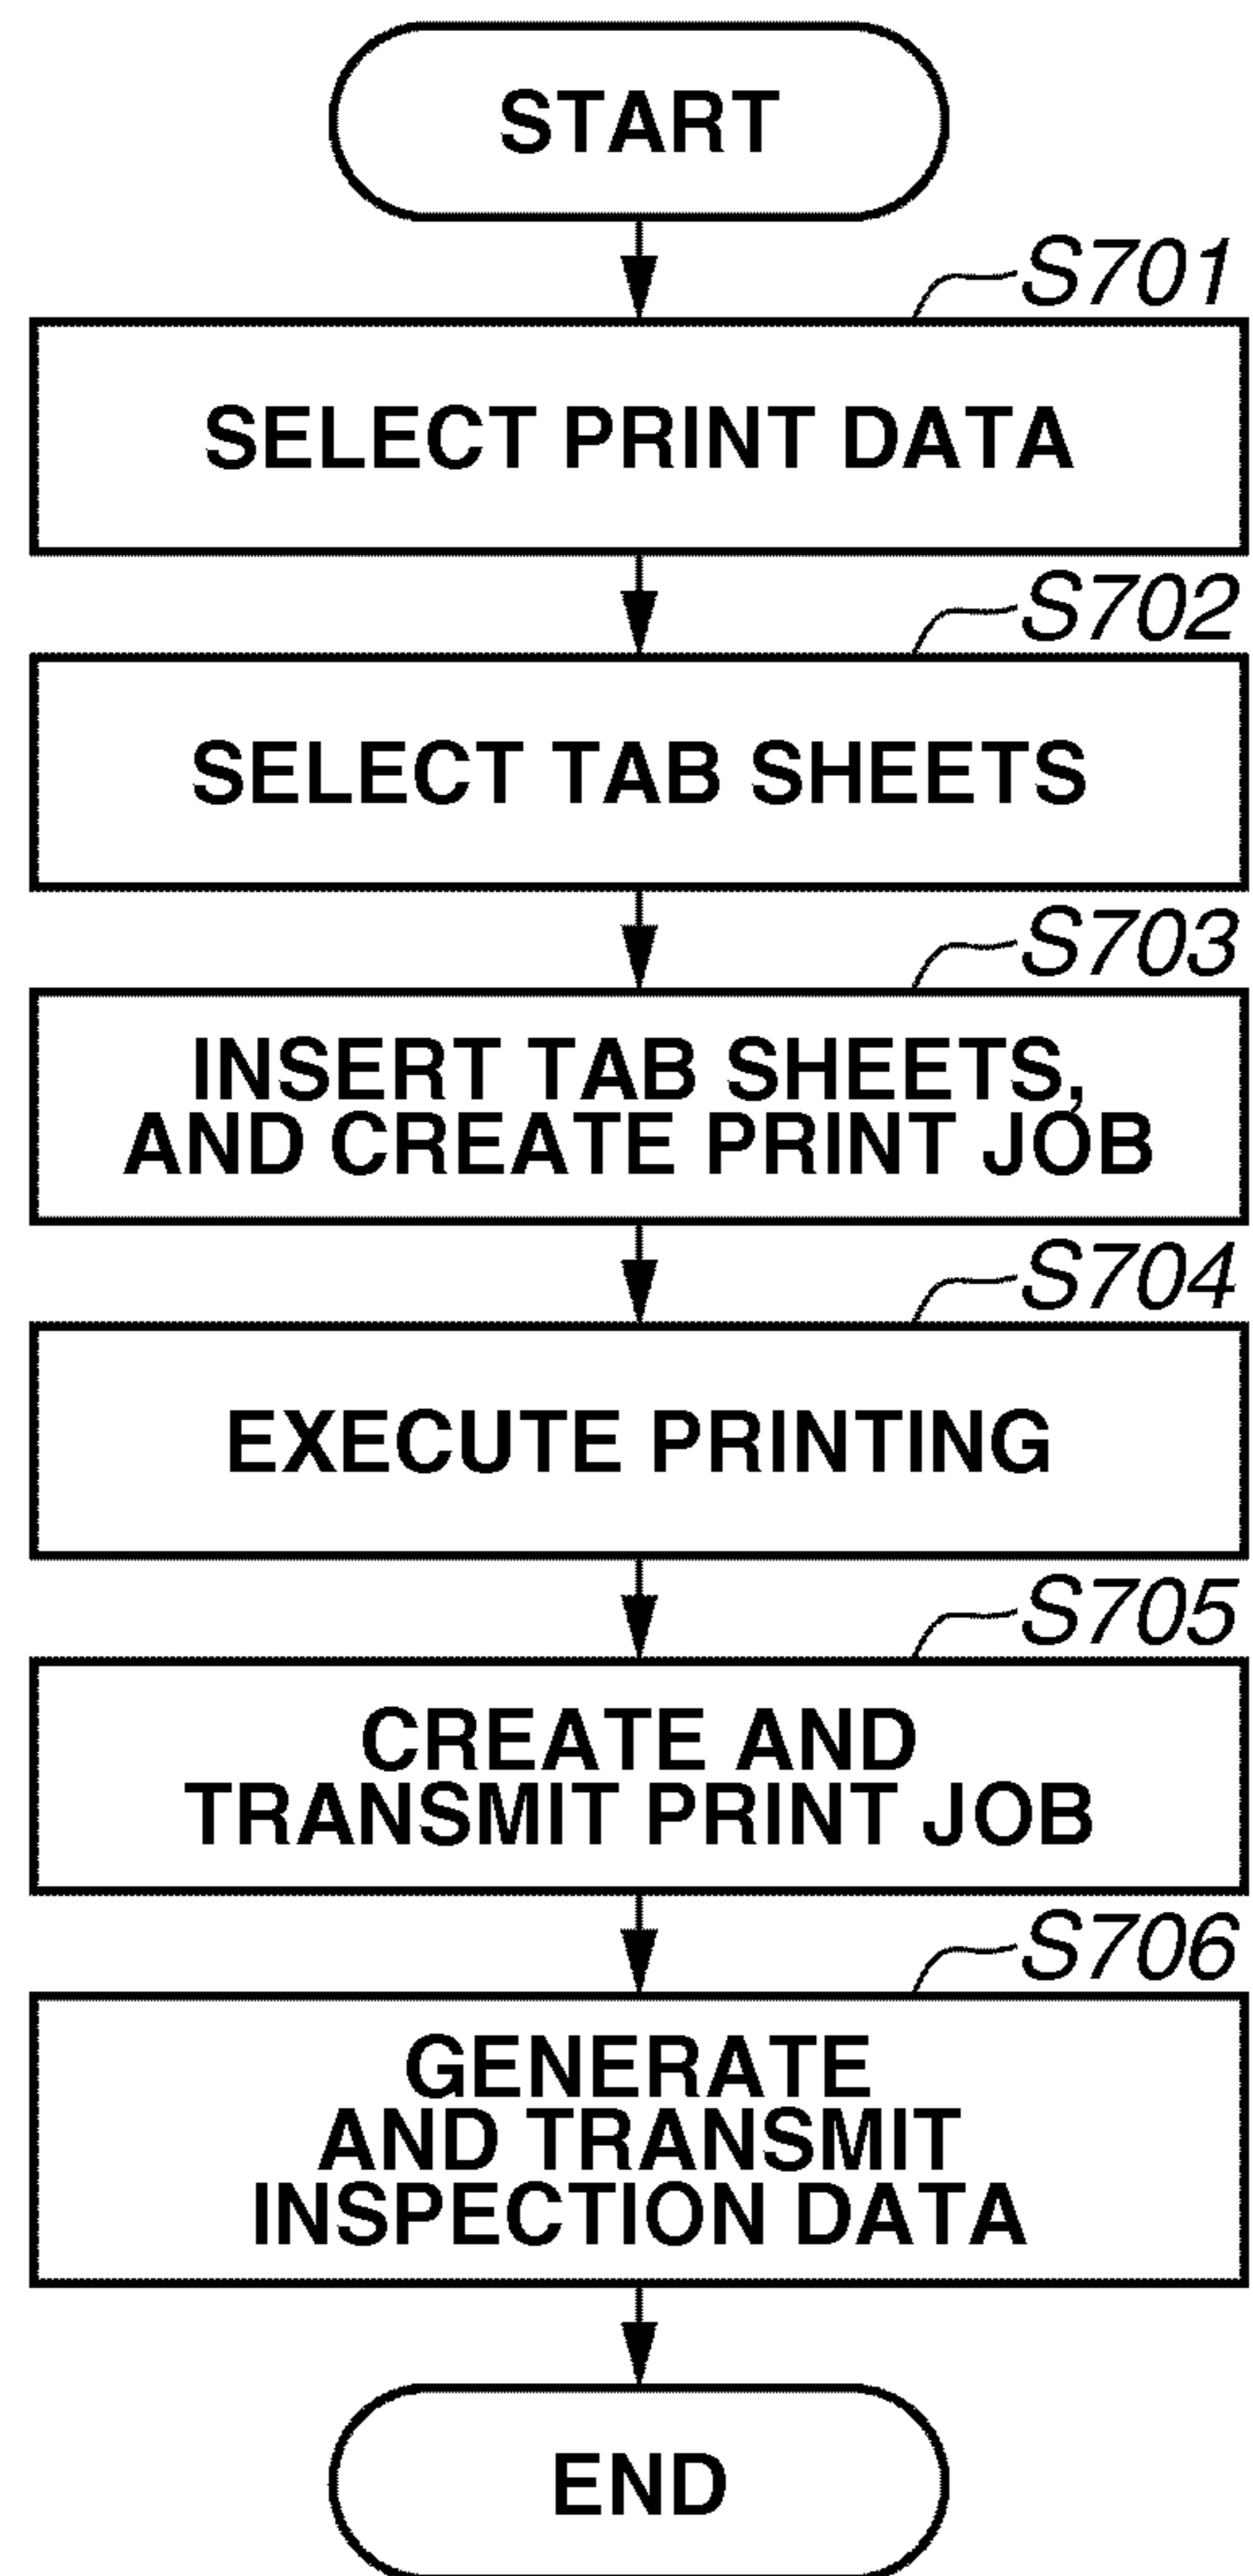 START
S701
SELECT PRINT DATA
S702
SELECT TAB SHEETS
S703
INSERT TAB SHEETS,
AND CREATE PRINT JOB
S704
EXECUTE PRINTING
S705
CREATE AND
TRANSMIT PRINT JOB
S706
GENERATE
AND TRANSMIT
INSPECTION DATA
END